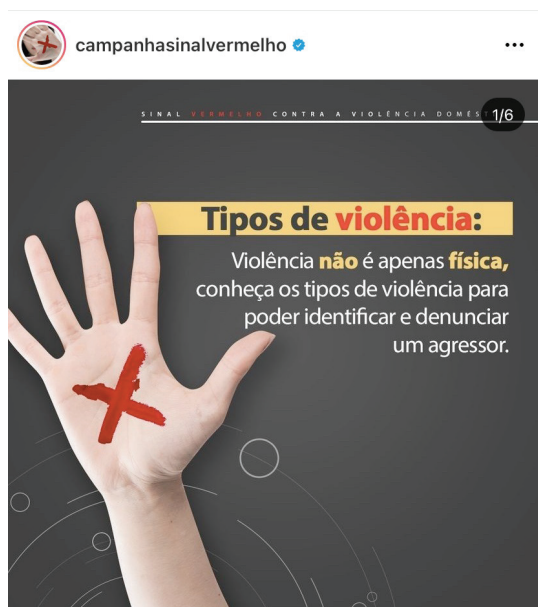 campanhasinalvermelho
SINAL VERMELHO CONTRA A VIOLÊNCIA DOMÉST
1/6
Tipos de violência:
Violência não é apenas física,
conheça os tipos de violência para
poder identificar e denunciar
um agressor.